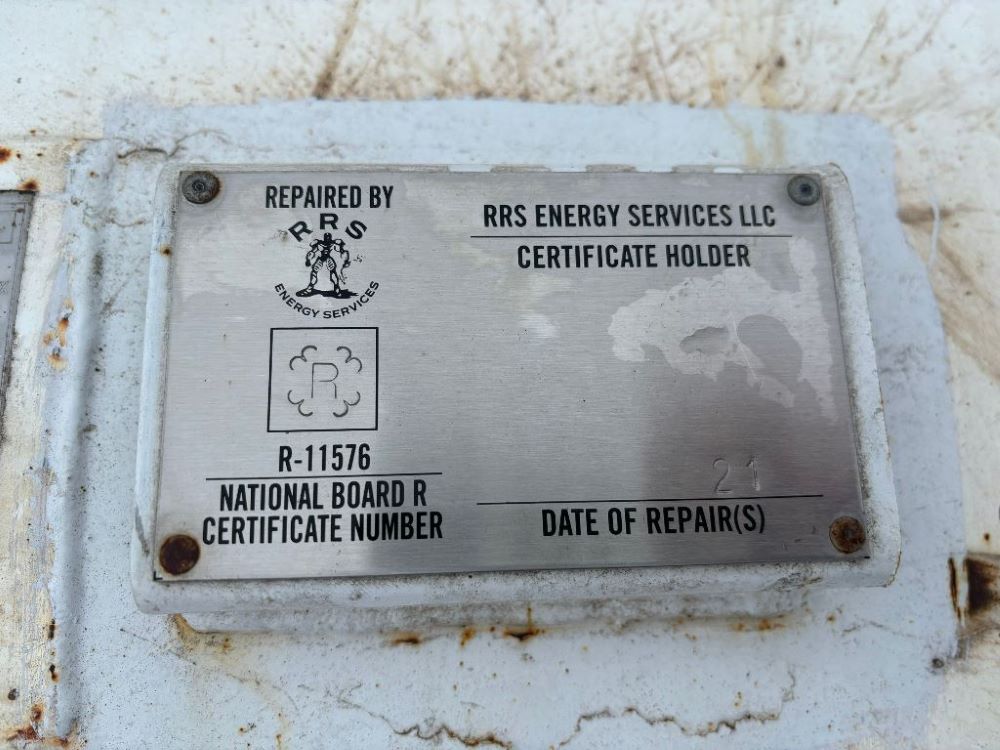 REPAIRED BY
RRS
ENERGY SERVICES
R
R-11576
NATIONAL BOARD R
CERTIFICATE NUMBER
RRS ENERGY SERVICES LLC
CERTIFICATE HOLDER
21
DATE OF REPAIR(S)